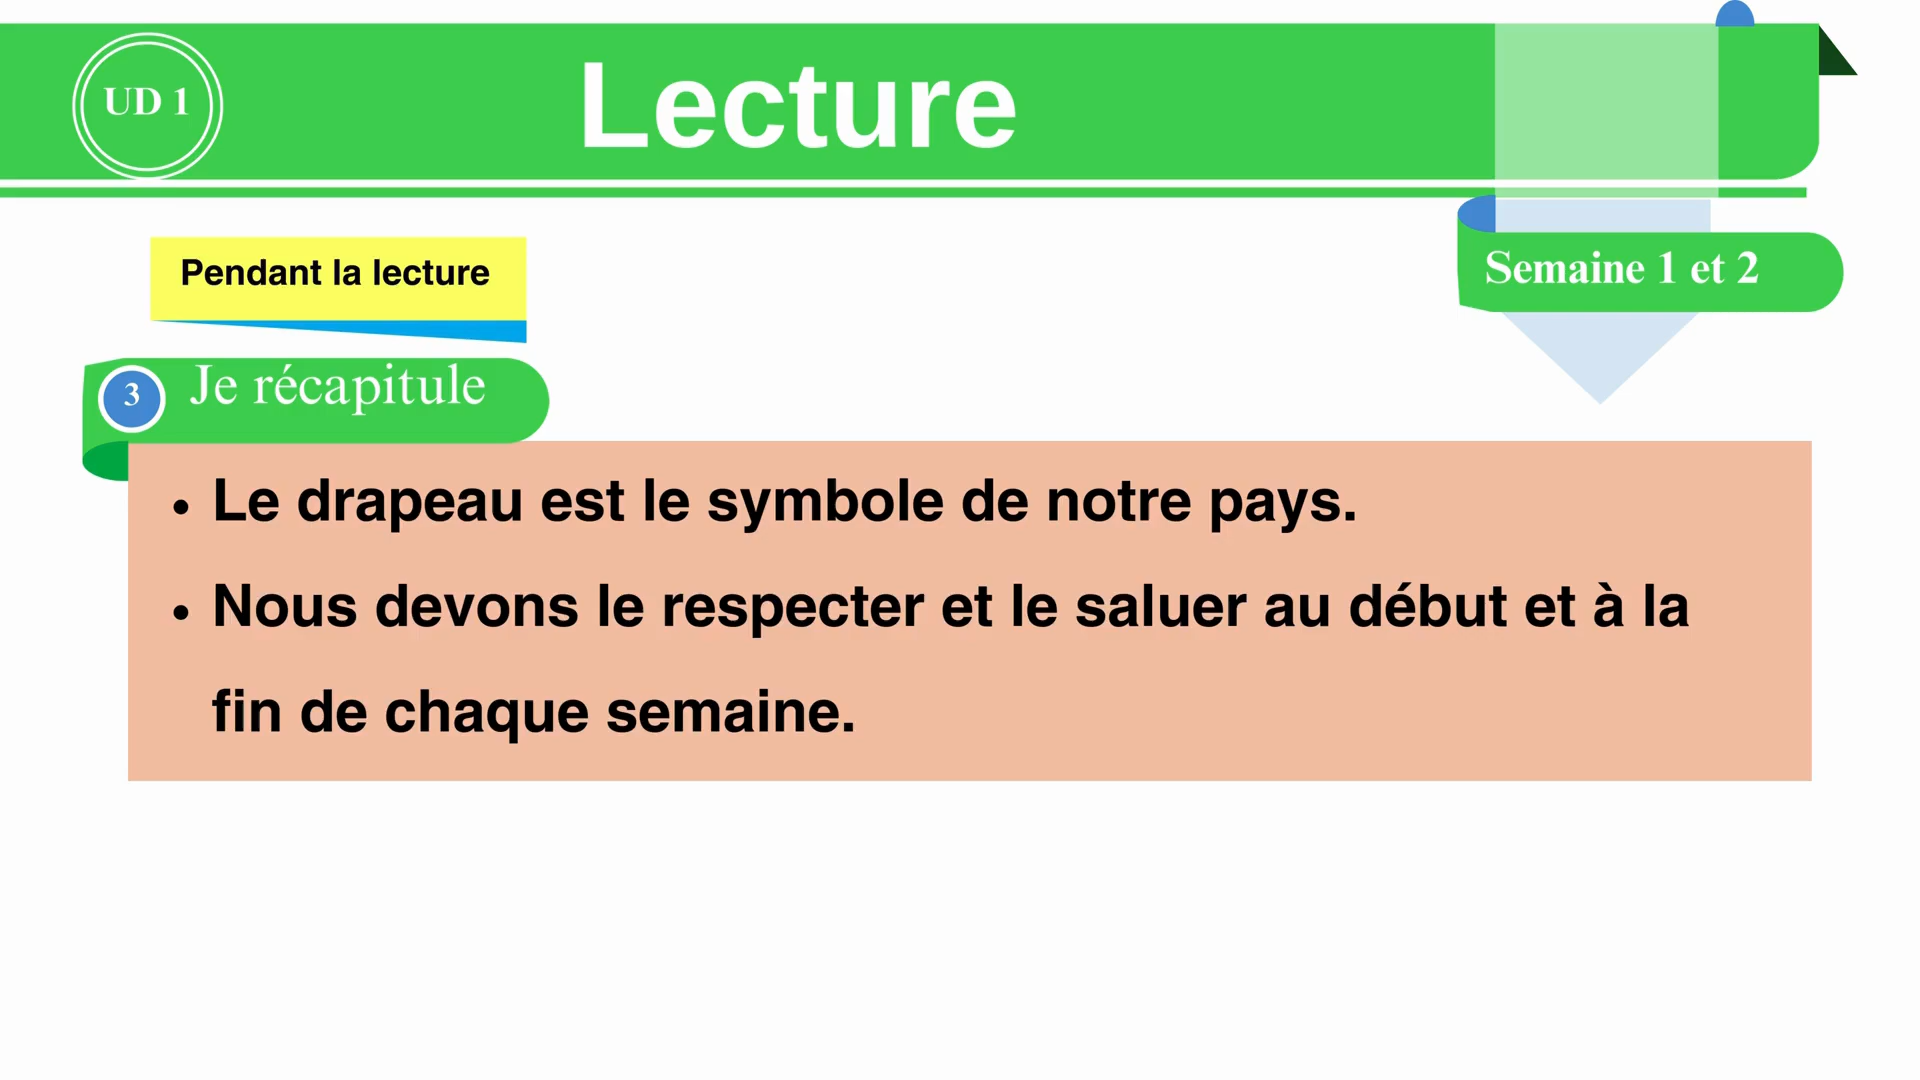 UD 1
Lecture
Semaine 1 et 2
Pendant la lecture
3
Je récapitule
• Le drapeau est le symbole de notre pays.
• Nous devons le respecter et le saluer au début et à la
fin de chaque semaine.